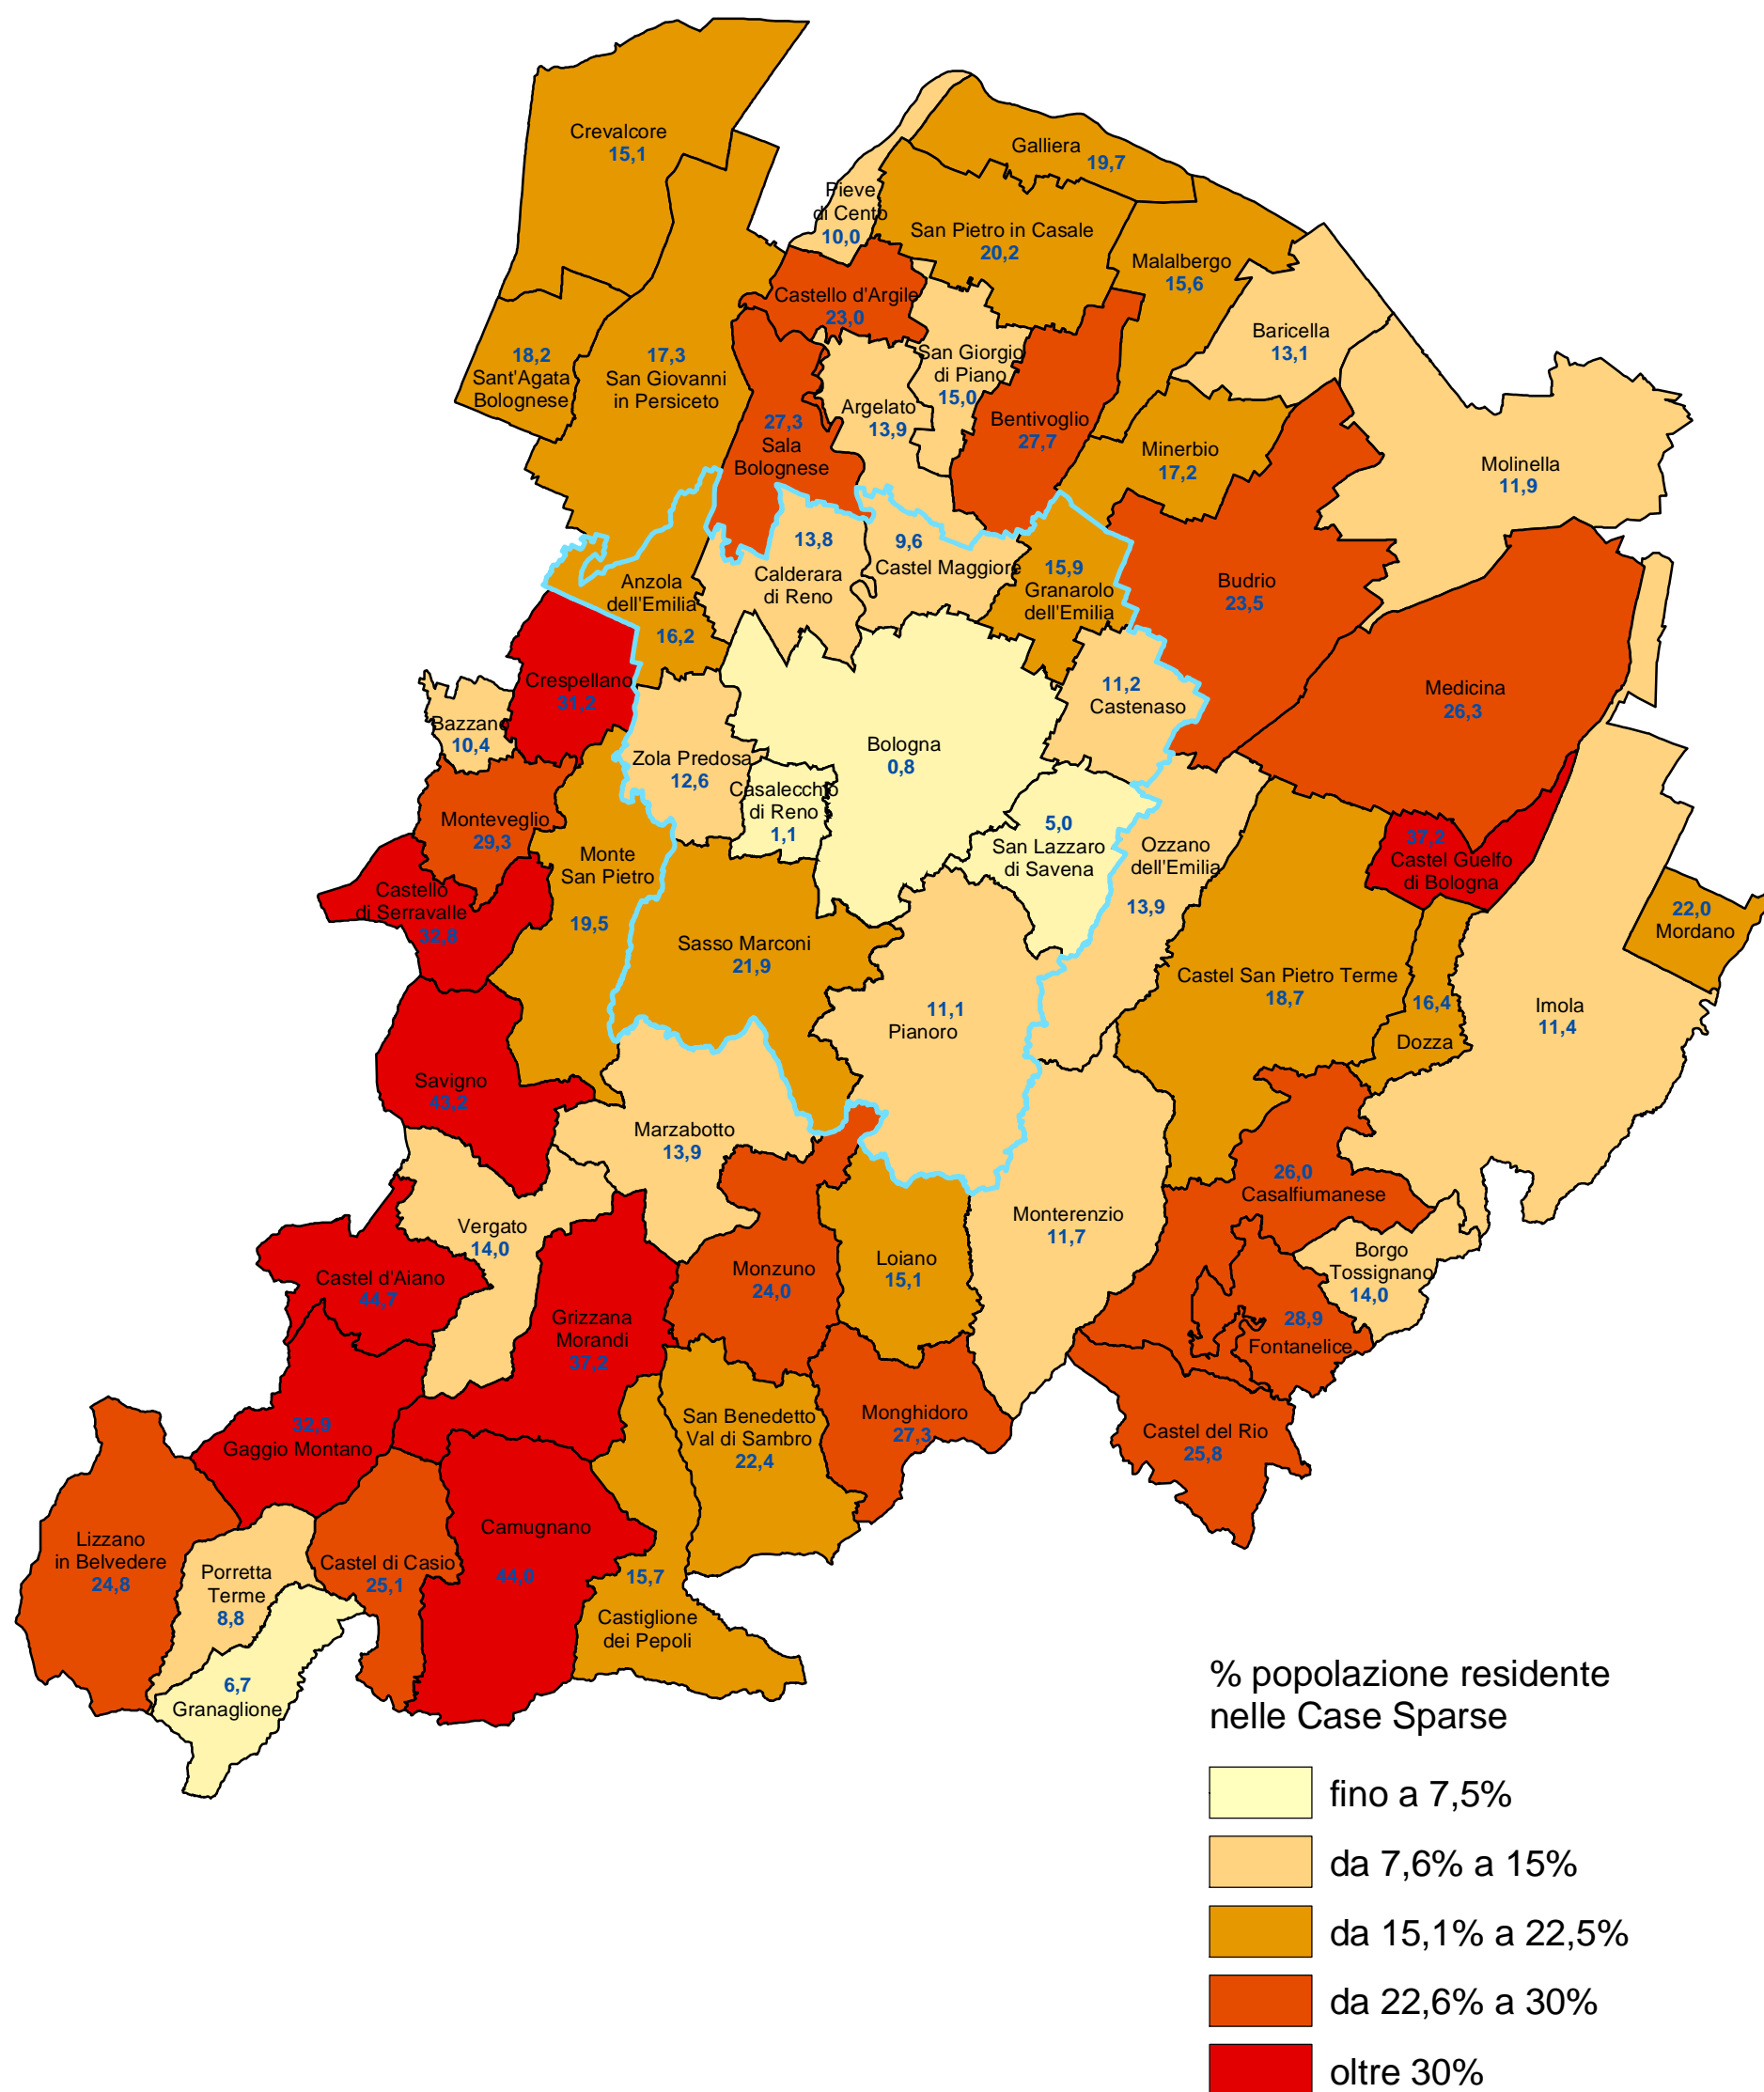 Crevalcore
15,1
Galliera
19,7
Pieve
di Cento
10,0
San Pietro in Casale
20,2
Malalbergo
15,6
Castello d'Argile
23,0
Baricella
13,1
18,2
Sant'Agata
Bolognese
17,3
San Giovanni
in Persiceto
San Giorgio
di Piano
15,0
27,3
Sala
Bolognese
Argelato
13,9
Bentivoglio
27,7
Minerbio
17,2
Molinella
11,9
13,8
Calderara
di Reno
9,6
Castel Maggiore
15,9
Granarolo
dell'Emilia
Anzola
dell'Emilia
16,2
Budrio
23,5
Crespellano
31,2
11,2
Castenaso
Medicina
26,3
Bazzano
10,4
Zola Predosa
12,6
Bologna
0,8
Casalecchio
di Reno
1,1
Monteveglio
29,3
Monte
San Pietro
19,5
5,0
San Lazzaro
di Savena
Ozzano
dell'Emilia
13,9
37,2
Castel Guelfo
di Bologna
Castello
di Serravalle
32,8
22,0
Mordano
Sasso Marconi
21,9
Castel San Pietro Terme
18,7
16,4
Dozza
Imola
11,4
11,1
Pianoro
Savigno
43,2
Marzabotto
13,9
26,0
Casalfiumanese
Vergato
14,0
Monterenzio
11,7
Castel d'Aiano
44,7
Monzuno
24,0
Loiano
15,1
Borgo
Tossignano
14,0
Grizzana
Morandi
37,2
28,9
Fontanelice
32,9
Gaggio Montano
San Benedetto
Val di Sambro
22,4
Monghidoro
27,3
Castel del Rio
25,8
Lizzano
in Belvedere
24,8
Porretta
Terme
8,8
Castel di Casio
25,1
Camugnano
44,0
15,7
Castiglione
dei Pepoli
6,7
Granaglione
% popolazione residente
nelle Case Sparse
fino a 7,5%
da 7,6% a 15%
da 15,1% a 22,5%
da 22,6% a 30%
oltre 30%